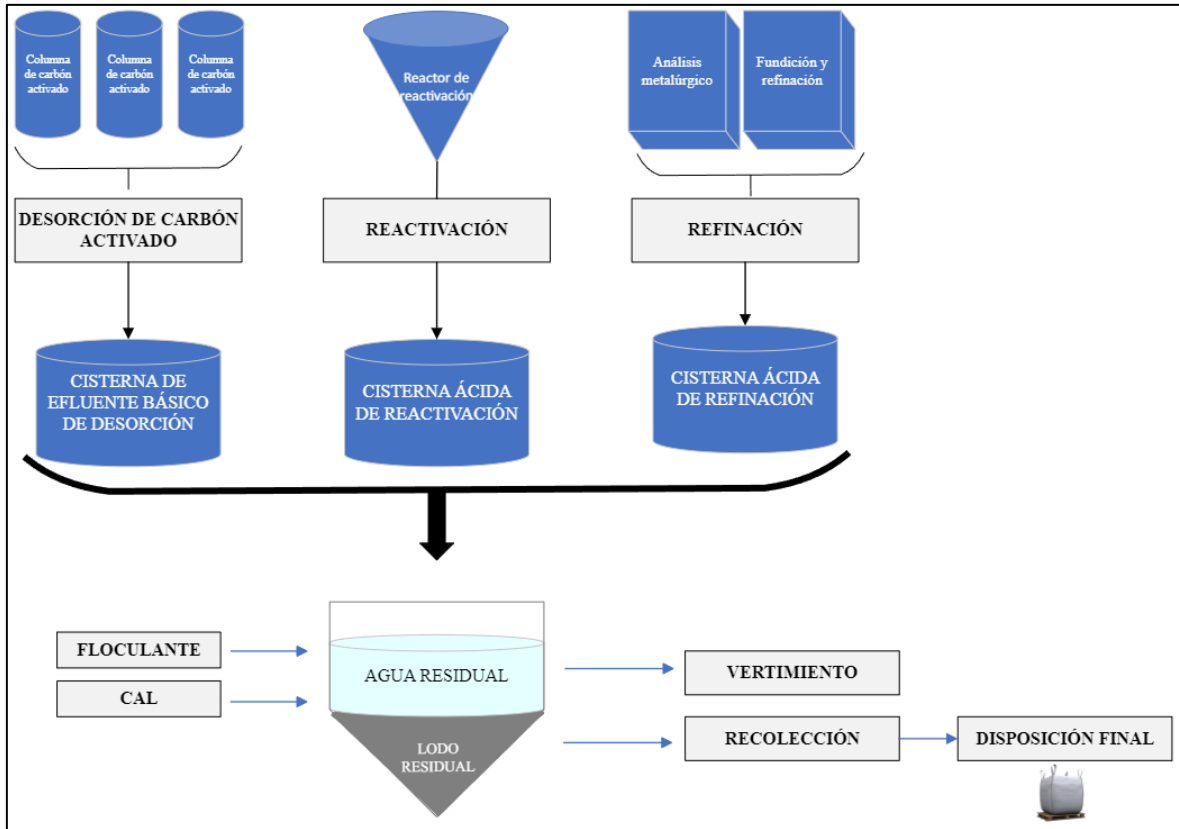 Columna
de carbón
activado
Columna
de carbón
activado
Columna
de carbón
activado
Reactor de
reactivación
Análisis
metalúrgico
Fundición y
refinación
DESORCIÓN DE CARBÓN
ACTIVADO
REACTIVACIÓN
REFINACIÓN
CISTERNA DE
EFLUENTE BÁSICO
DE DESORCIÓN
CISTERNA ÁCIDA
DE REACTIVACIÓN
CISTERNA ÁCIDA
DE REFINACIÓN
FLOCULANTE
CAL
AGUA RESIDUAL
LODO
RESIDUAL
VERTIMIENTO
RECOLECCIÓN
DISPOSICIÓN FINAL